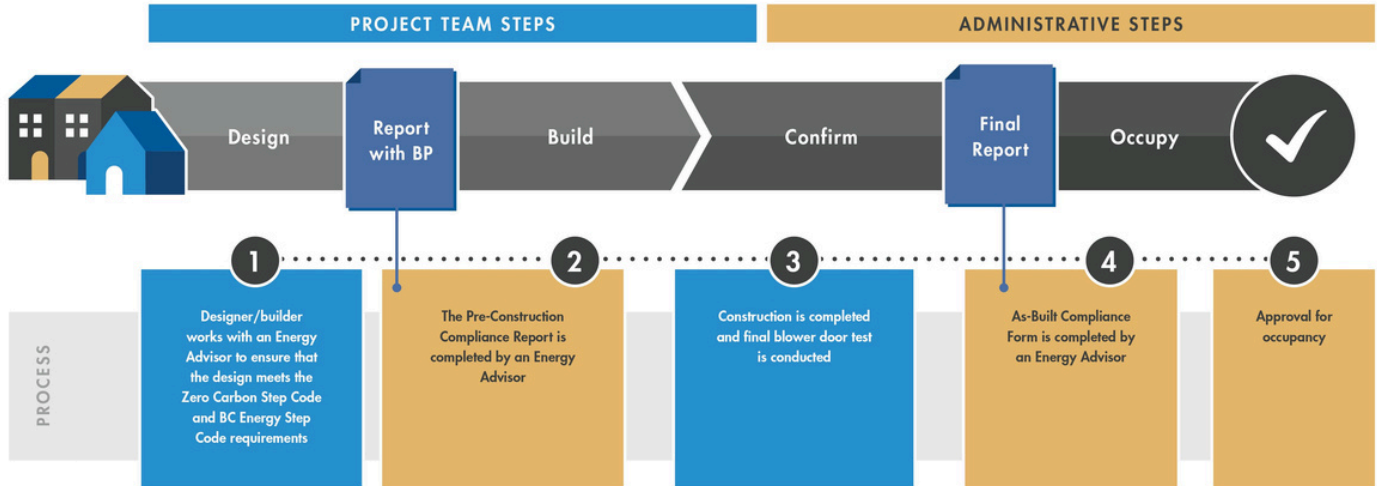 PROJECT TEAM STEPS
ADMINISTRATIVE STEPS
Design
Report
with BP
Build
Confirm
Final
Report
Occupy
PROCESS
1
Designer/builder
works with an Energy
Advisor to ensure that
the design meets the
Zero Carbon Step Code
and BC Energy Step
Code requirements
2
The Pre-Construction
Compliance Report is
completed by an Energy
Advisor
3
Construction is completed
and final blower door test
is conducted
4
As-Built Compliance
Form is completed by
an Energy Advisor
5
Approval for
occupancy